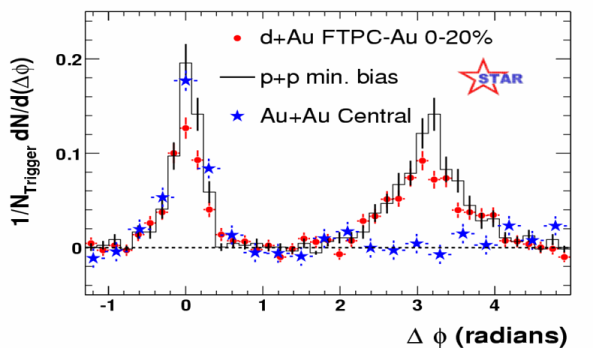 d+Au FTPC-Au 0-20%
p+p min. bias
Au+Au Central
STAR
1/N_Trigger dN/d(Δϕ)
0.2
0.1
0
-1 0 1 2 3 4
Δ ϕ (radians)